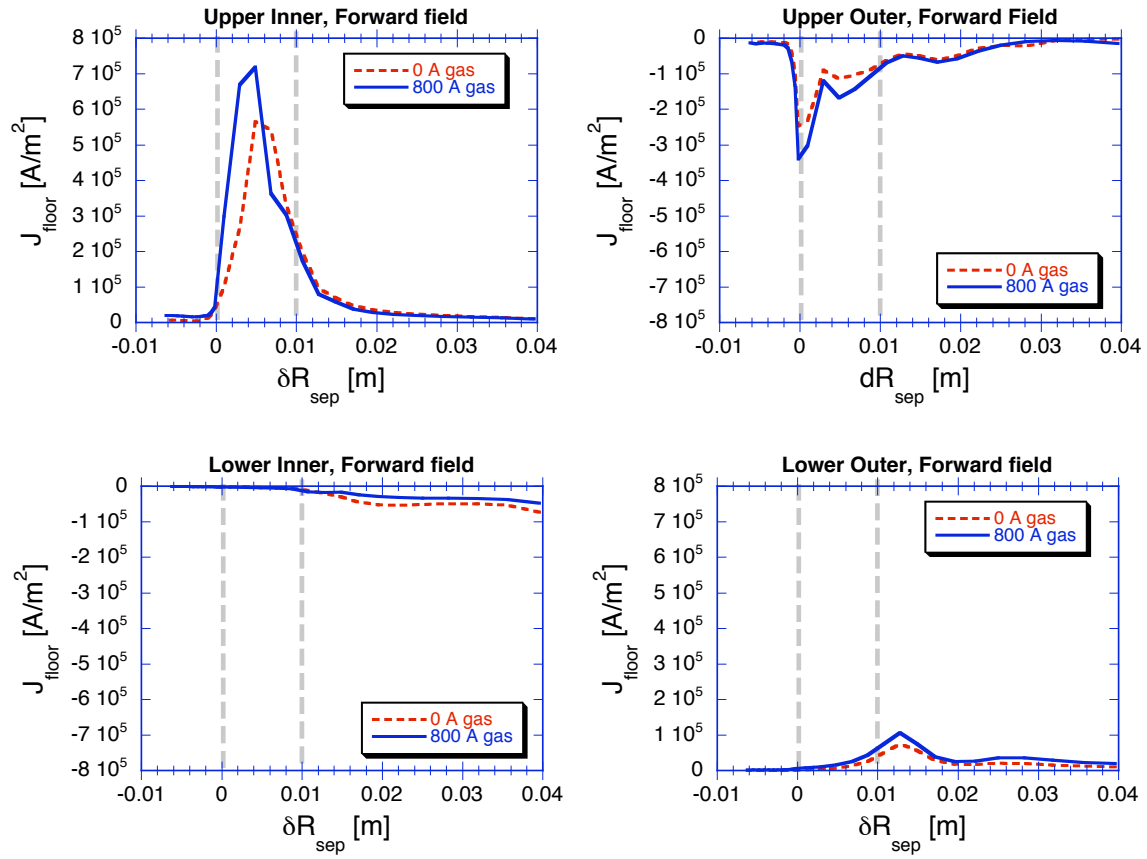 Upper Inner, Forward field
8 10^5
7 10^5
6 10^5
5 10^5
4 10^5
3 10^5
2 10^5
1 10^5
0
J_floor [A/m^2]
0 A gas
800 A gas
-0.01 0 0.01 0.02 0.03 0.04
δR_sep [m]
Upper Outer, Forward Field
0
-1 10^5
-2 10^5
-3 10^5
-4 10^5
-5 10^5
-6 10^5
-7 10^5
-8 10^5
J_floor [A/m^2]
0 A gas
800 A gas
-0.01 0 0.01 0.02 0.03 0.04
dR_sep [m]
Lower Inner, Forward field
0
-1 10^5
-2 10^5
-3 10^5
-4 10^5
-5 10^5
-6 10^5
-7 10^5
-8 10^5
J_floor [A/m^2]
0 A gas
800 A gas
-0.01 0 0.01 0.02 0.03 0.04
δR_sep [m]
Lower Outer, Forward field
8 10^5
7 10^5
6 10^5
5 10^5
4 10^5
3 10^5
2 10^5
1 10^5
0
J_floor [A/m^2]
0 A gas
800 A gas
-0.01 0 0.01 0.02 0.03 0.04
δR_sep [m]